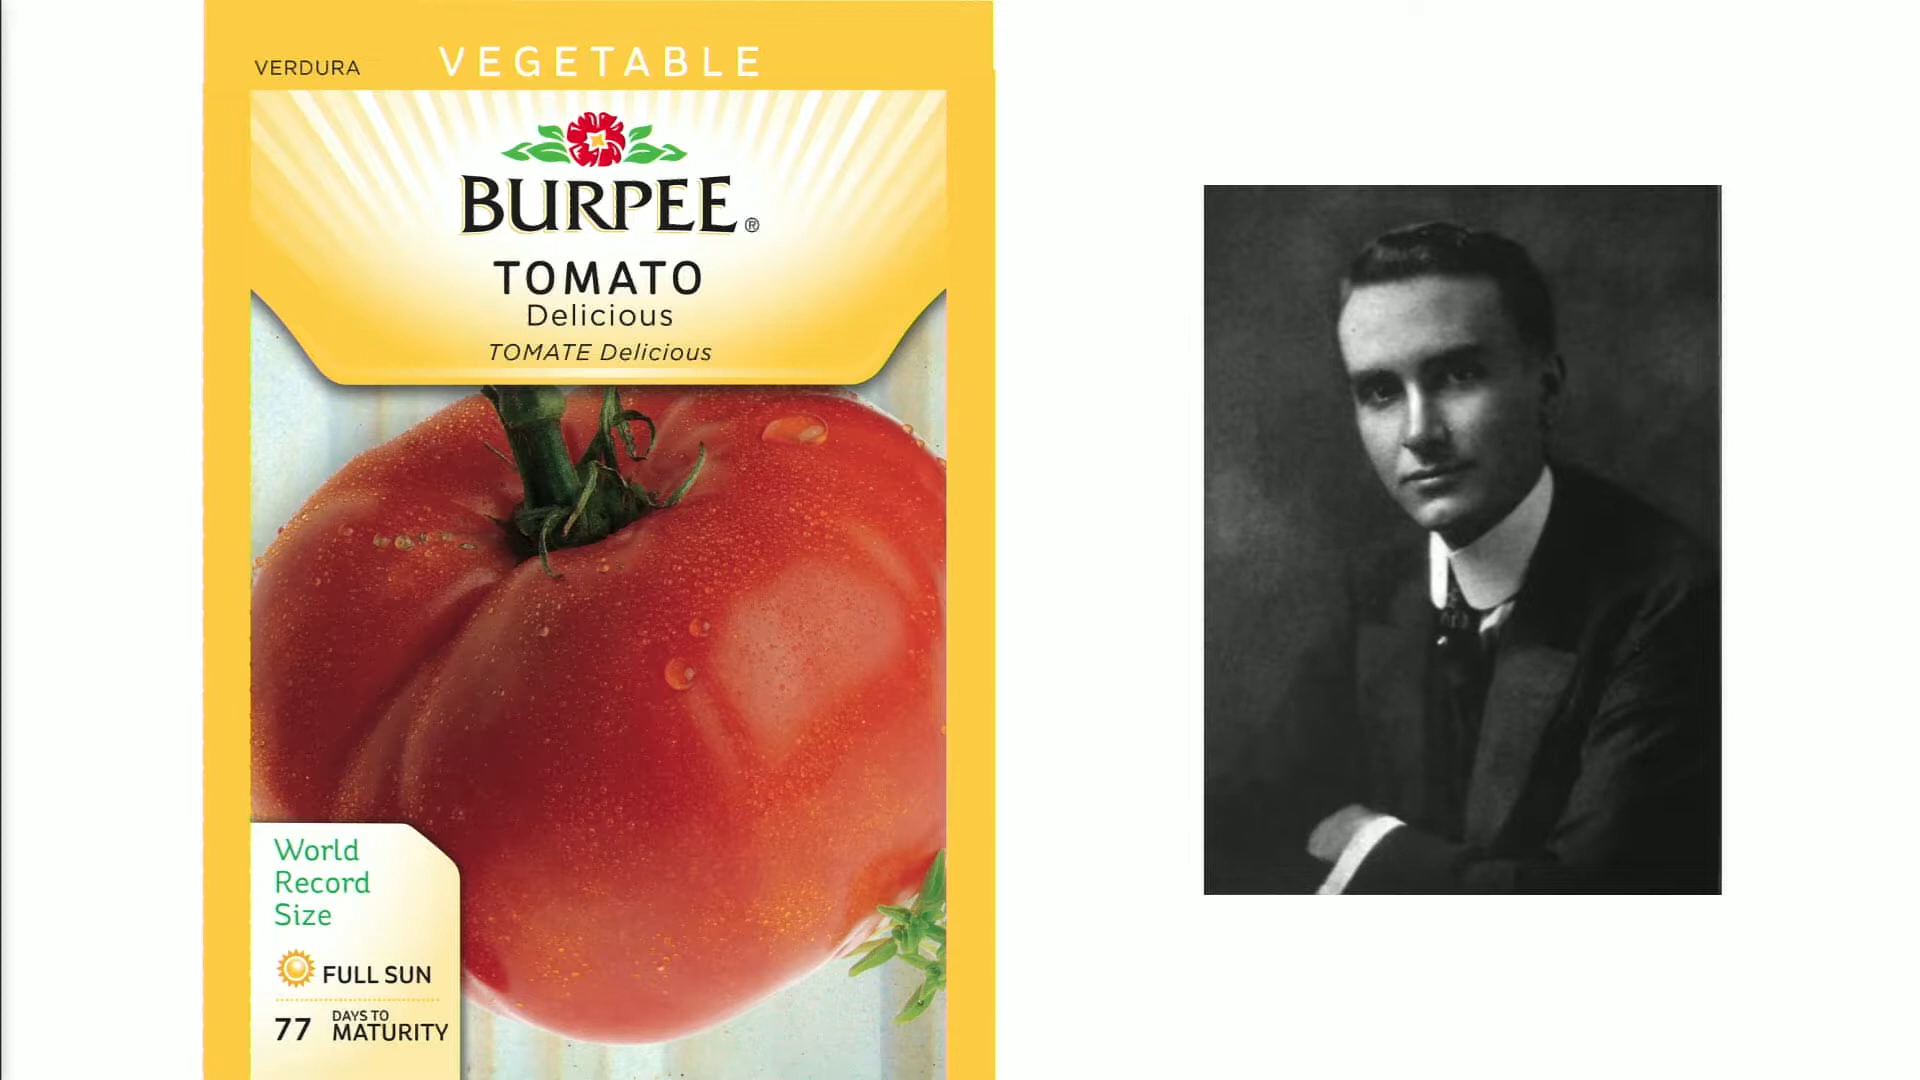 VERDURA VEGETABLE
BURPEE®
TOMATO
Delicious
TOMATE Delicious
World
Record
Size
FULL SUN
77 DAYS TO
MATURITY